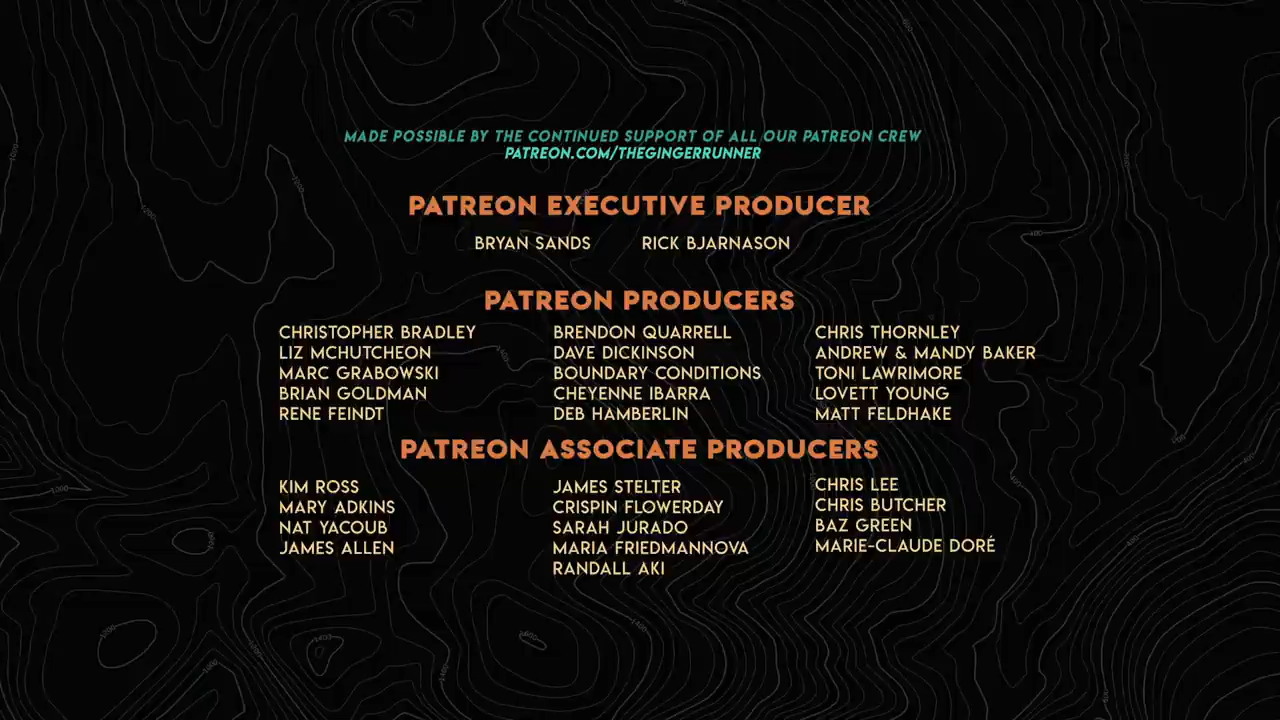 MADE POSSIBLE BY THE CONTINUED SUPPORT OF ALL OUR PATREON CREW
PATREON.COM/THEGINGERRUNNER
PATREON EXECUTIVE PRODUCER
BRYAN SANDS RICK BJARNASON
PATREON PRODUCERS
CHRISTOPHER BRADLEY BRENDON QUARRELL CHRIS THORNLEY
LIZ MCHUTCHEON DAVE DICKINSON ANDREW & MANDY BAKER
MARC GRABOWSKI BOUNDARY CONDITIONS TONI LAWRIMORE
BRIAN GOLDMAN CHEYENNE IBARRA LOVETT YOUNG
RENE FEINDT DEB HAMBERLIN MATT FELDHAKE
PATREON ASSOCIATE PRODUCERS
KIM ROSS JAMES STELTER CHRIS LEE
MARY ADKINS CRISPIN FLOWERDAY CHRIS BUTCHER
NAT YACOUB SARAH JURADO BAZ GREEN
JAMES ALLEN MARIA FRIEDMANNOVA MARIE-CLAUDE DORÉ
RANDALL AKI